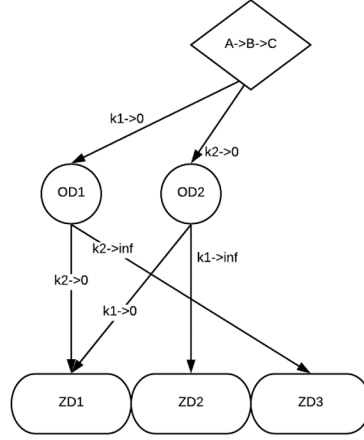 A->B->C
k1->0
k2->0
OD1
OD2
k2->inf
k1->inf
k2->0
k1->0
ZD1
ZD2
ZD3